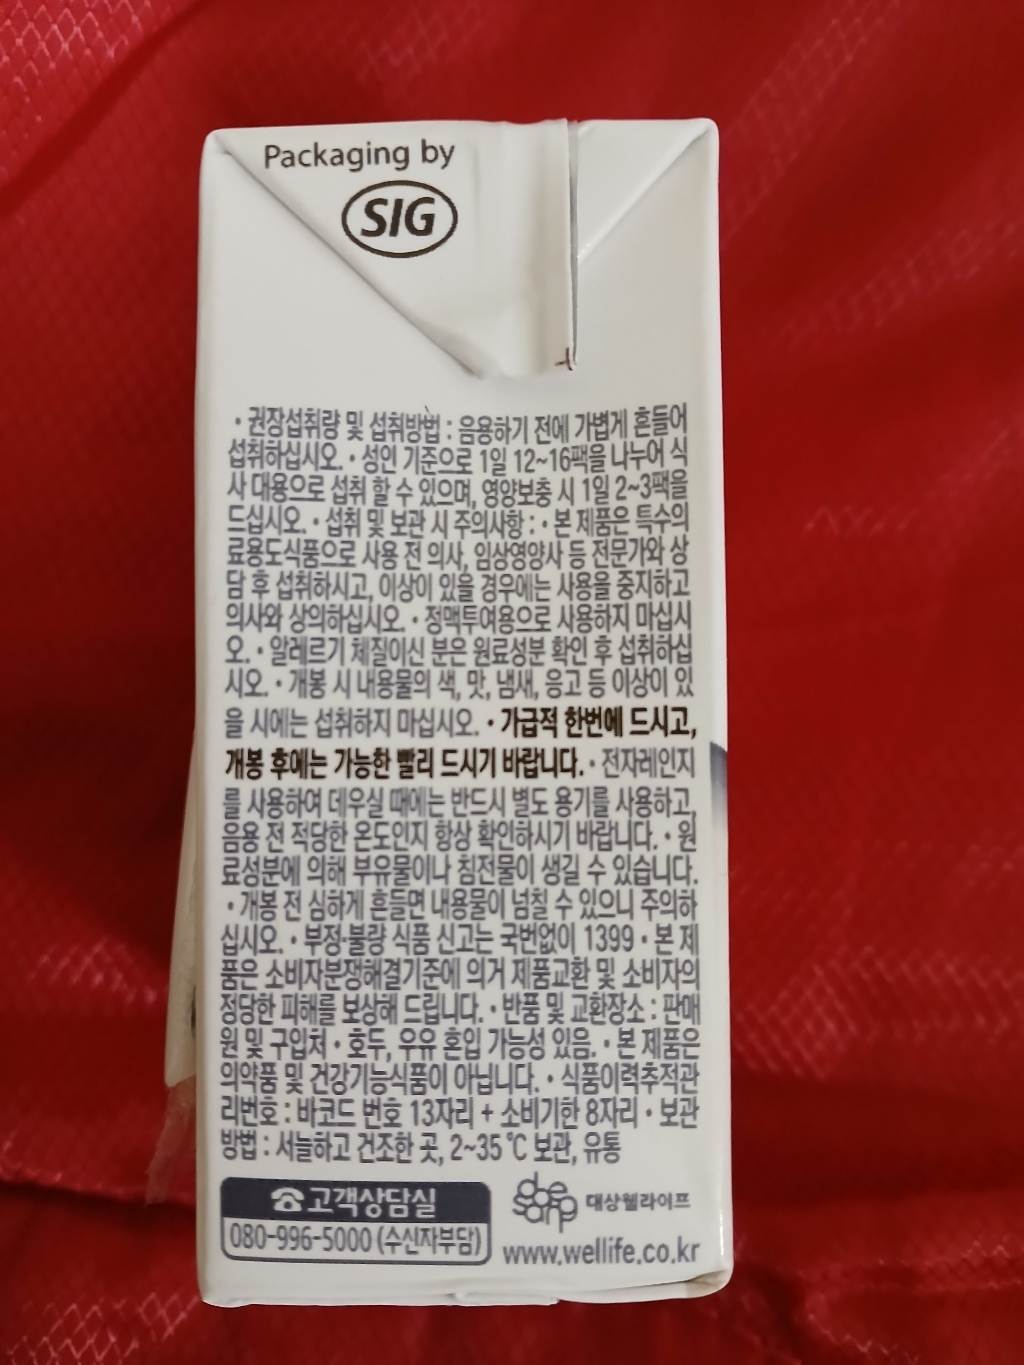 Packaging by
SIG
· 권장섭취량 및 섭취방법 : 음용하기 전에 가볍게 흔들어
섭취하십시오. · 성인 기준으로 1일 12~16팩을 나누어 식
사 대용으로 섭취 할 수 있으며, 영양보충 시 1일 2~3팩을
드십시오. · 섭취 및 보관 시 주의사항 : · 본 제품은 특수의
료용도식품으로 사용 전 의사, 임상영양사 등 전문가와 상
담 후 섭취하시고, 이상이 있을 경우에는 사용을 중지하고
의사와 상의하십시오. · 정맥투여용으로 사용하지 마십시
오. · 알레르기 체질이신 분은 원료성분 확인 후 섭취하십
시오. · 개봉 시 내용물의 색, 맛, 냄새, 응고 등 이상이 있
을 시에는 섭취하지 마십시오. · 가급적 한번에 드시고,
개봉 후에는 가능한 빨리 드시기 바랍니다. · 전자레인지
를 사용하여 데우실 때에는 반드시 별도 용기를 사용하고,
음용 전 적당한 온도인지 항상 확인하시기 바랍니다. · 원
료성분에 의해 부유물이나 침전물이 생길 수 있습니다.
· 개봉 전 심하게 흔들면 내용물이 넘칠 수 있으니 주의하
십시오. · 부정·불량 식품 신고는 국번없이 1399 · 본 제
품은 소비자분쟁해결기준에 의거 제품교환 및 소비자의
정당한 피해를 보상해 드립니다. · 반품 및 교환장소 : 판매
원 및 구입처 · 호두, 우유 혼입 가능성 있음. · 본 제품은
의약품 및 건강기능식품이 아닙니다. · 식품이력추적관
리번호 : 바코드 번호 13자리 + 소비기한 8자리 · 보관
방법 : 서늘하고 건조한 곳, 2~35℃ 보관, 유통
☎고객상담실
080-996-5000 (수신자부담)
daesang 대상웰라이프
www.wellife.co.kr